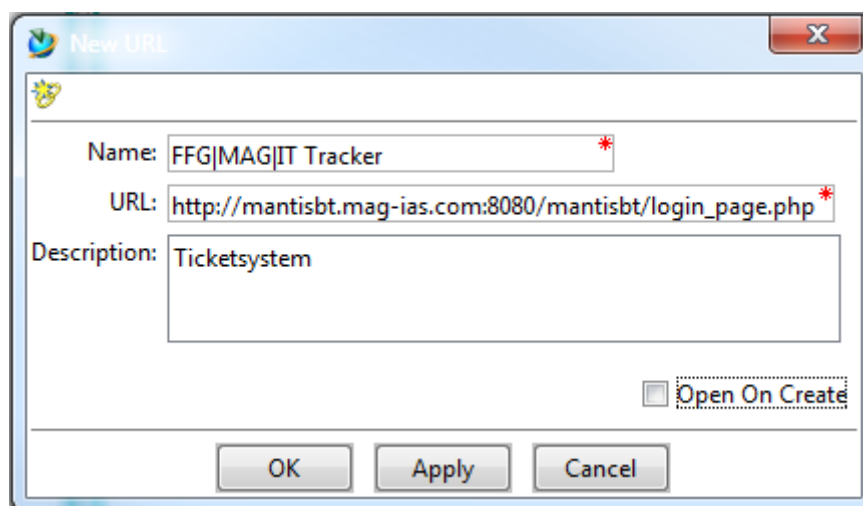 New URL
Name: FFG|MAG|IT Tracker *
URL: http://mantisbt.mag-ias.com:8080/mantisbt/login_page.php *
Description: Ticketsystem
Open On Create
OK Apply Cancel